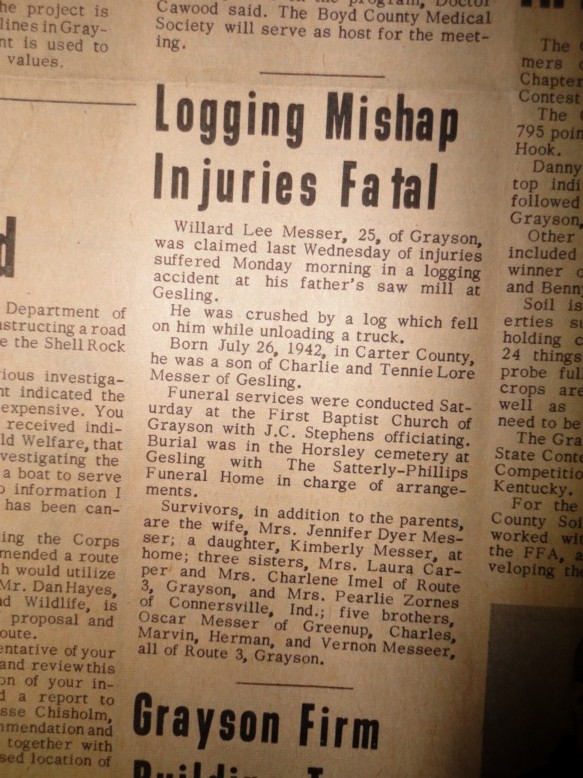 he project is
lines in Gray-
nt is used to
values.
Department of
nstructing a road
e the Shell Rock
ious investiga-
nt indicated the
expensive. You
received indi-
ld Welfare, that
vestigating the
a boat to serve
o information I
has been can-
ing the Corps
mended a route
h would utilize
Mr. Dan Hayes,
nd Wildlife, is
proposal and
oute.
entative of your
and review this
on of your in-
d a report to
sse Chisholm,
mmendation and
together with
sed location of
Cawood said. The Boyd County Medical
Society will serve as host for the meet-
ing.
Logging Mishap
Injuries Fatal
Willard Lee Messer, 25, of Grayson,
was claimed last Wednesday of injuries
suffered Monday morning in a logging
accident at his father's saw mill at
Gesling.
He was crushed by a log which fell
on him while unloading a truck.
Born July 26, 1942, in Carter County,
he was a son of Charlie and Tennie Lore
Messer of Gesling.
Funeral services were conducted Sat-
urday at the First Baptist Church of
Grayson with J.C. Stephens officiating.
Burial was in the Horsley cemetery at
Gesling with The Satterly-Phillips
Funeral Home in charge of arrange-
ments.
Survivors, in addition to the parents,
are the wife, Mrs. Jennifer Dyer Mes-
ser; a daughter, Kimberly Messer, at
home; three sisters, Mrs. Laura Car-
per and Mrs. Charlene Imel of Route
3, Grayson, and Mrs. Pearlie Zornes
of Connersville, Ind.; five brothers,
Oscar Messer of Greenup, Charles,
Marvin, Herman, and Vernon Messeer,
all of Route 3, Grayson.
Grayson Firm
The
mers o
Chapter
Contest
The
795 poin
Hook.
Danny
top indi
followed
Grayson,
Other
included
winner o
and Benn
Soil is
erties s
holding c
24 things
probe ful
crops are
well as
need to be
The Gra
State Conte
Competitio
Kentucky.
For the
County Soi
worked wit
the FFA, a
veloping the